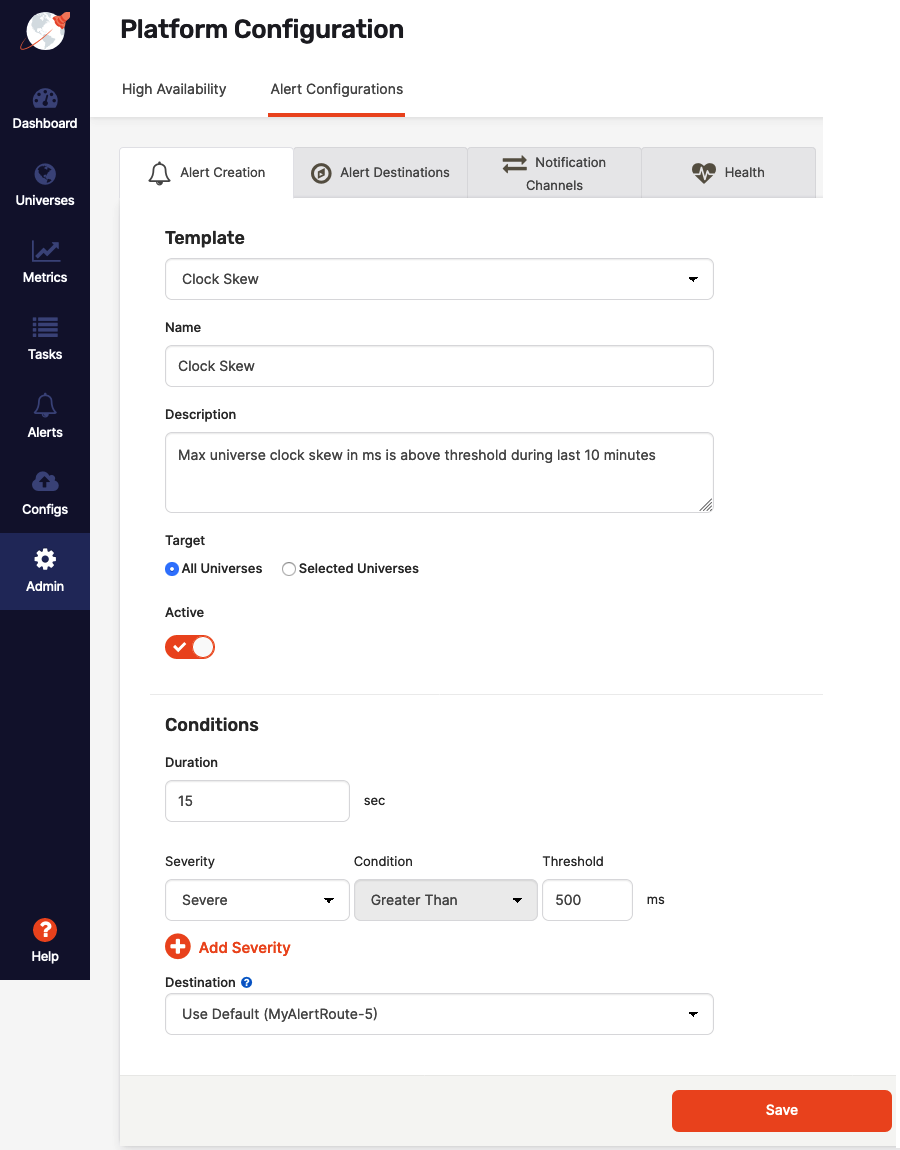 Platform Configuration
High Availability
Alert Configurations
Dashboard
Universes
Metrics
Tasks
Alerts
Configs
Admin
? Help
Alert Creation
Alert Destinations
Notification
Channels
Health
Template
Clock Skew
Name
Clock Skew
Description
Max universe clock skew in ms is above threshold during last 10 minutes
Target
All Universes
Selected Universes
Active
Conditions
Duration
15 sec
Severity Condition Threshold
Severe Greater Than 500 ms
Add Severity
Destination ?
Use Default (MyAlertRoute-5)
Save